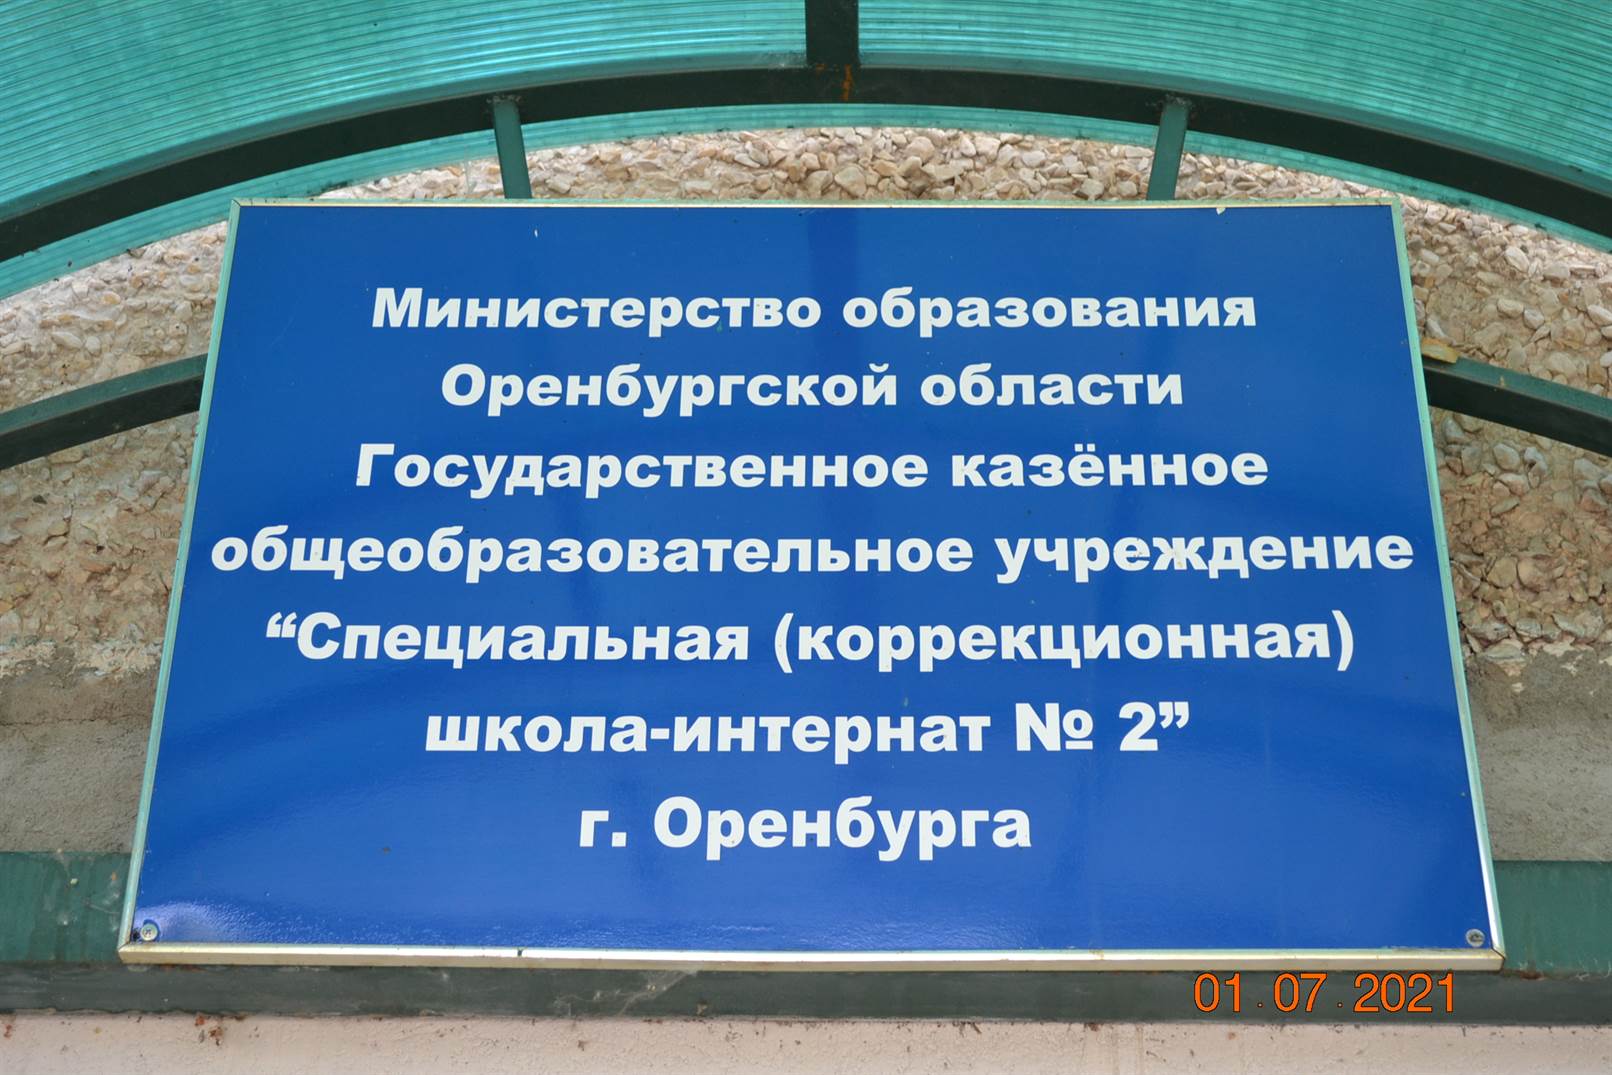 Министерство образования
Оренбургской области
Государственное казённое
общеобразовательное учреждение
“Специальная (коррекционная)
школа-интернат № 2”
г. Оренбурга
01. 07. 2021